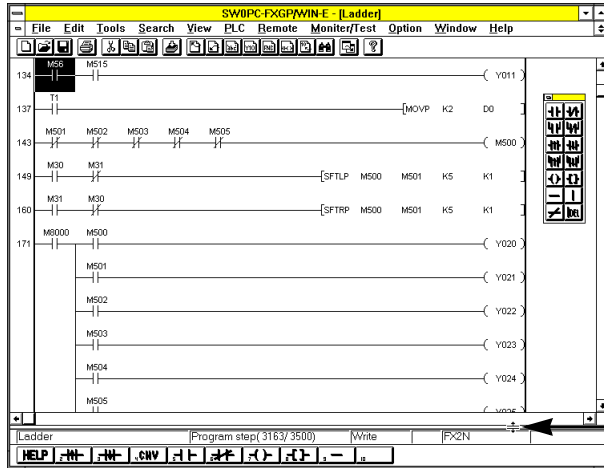 SW0PC-FXGP/WIN-E - [Ladder]
File Edit Tools Search View PLC Remote Moniter/Test Option Window Help
M56 M515
134 Y011
T1
137 MOVP K2 D0
M501 M502 M503 M504 M505
143 M500
M30 M31
149 SFTLP M500 M501 K5 K1
M31 M30
160 SFTRP M500 M501 K5 K1
M8000 M500
171 Y020
M501
Y021
M502
Y022
M503
Y023
M504
Y024
M505
Y025
DEL
Ladder Program step( 3163/ 3500) Write FX2N
HELP CNV